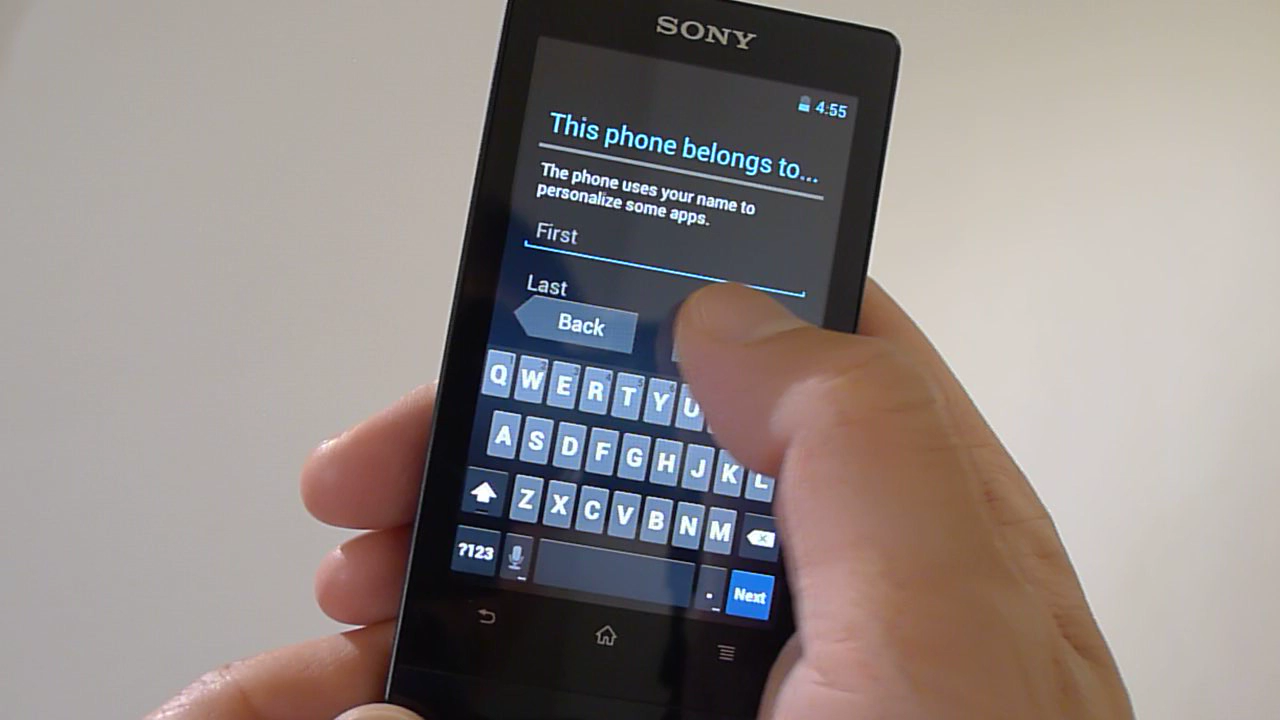 SONY
4:55
This phone belongs to...
The phone uses your name to
personalize some apps.
First
Last
Back
Q W E R T Y U
A S D F G H J K L
Z X C V B N M
?123 . Next